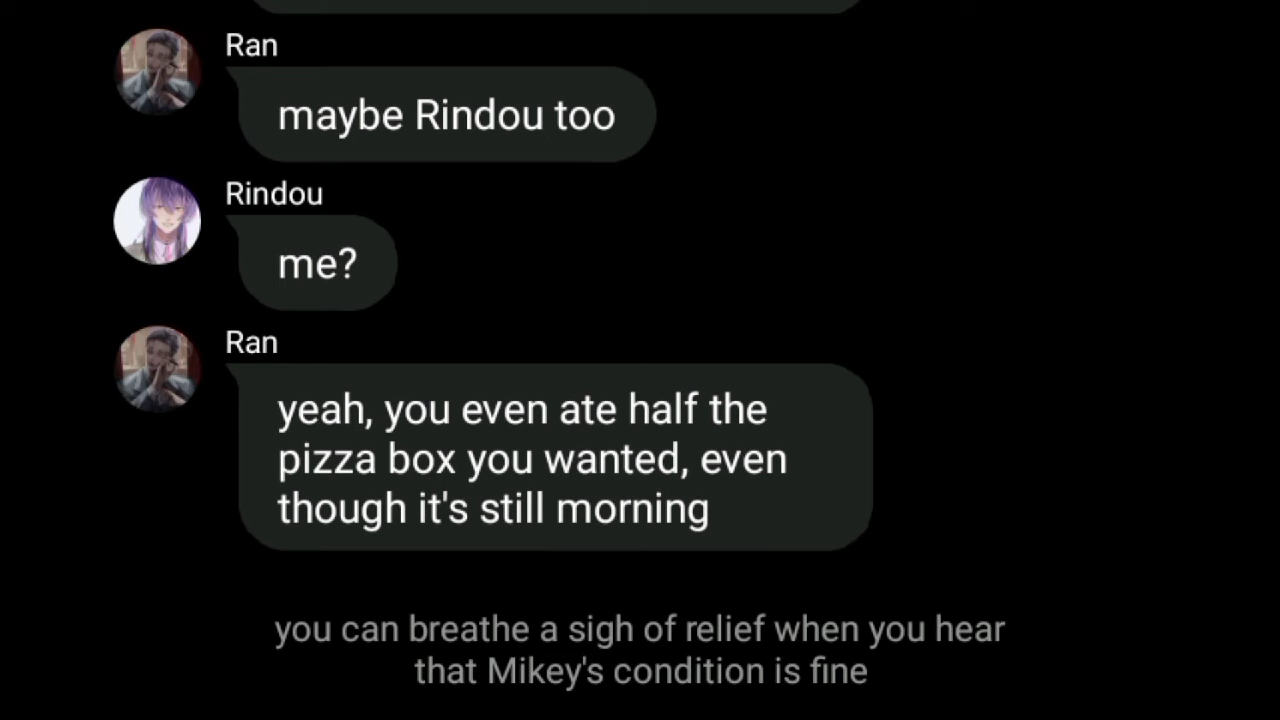 Ran
maybe Rindou too
Rindou
me?
Ran
yeah, you even ate half the
pizza box you wanted, even
though it's still morning
you can breathe a sigh of relief when you hear
that Mikey's condition is fine